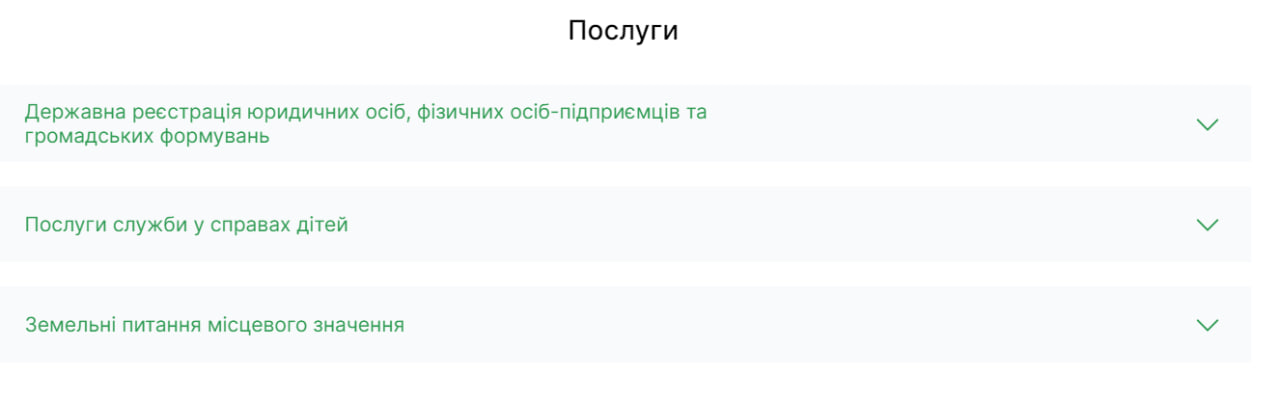 Послуги
Державна реєстрація юридичних осіб, фізичних осіб-підприємців та
громадських формувань
Послуги служби у справах дітей
Земельні питання місцевого значення